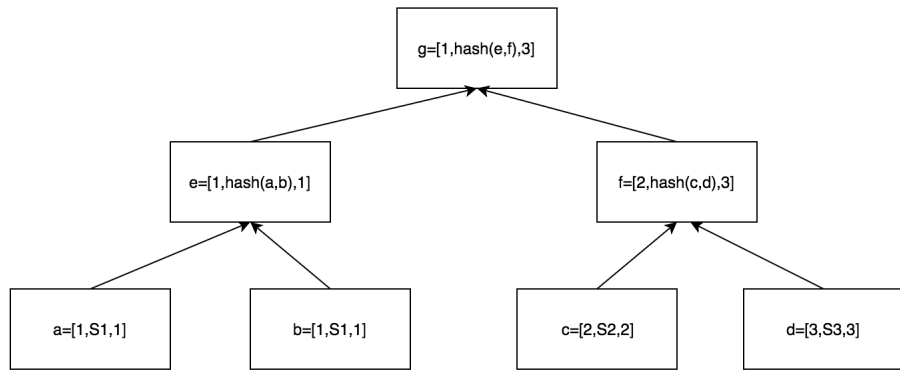 g=[1,hash(e,f),3]
e=[1,hash(a,b),1]
f=[2,hash(c,d),3]
a=[1,S1,1]
b=[1,S1,1]
c=[2,S2,2]
d=[3,S3,3]